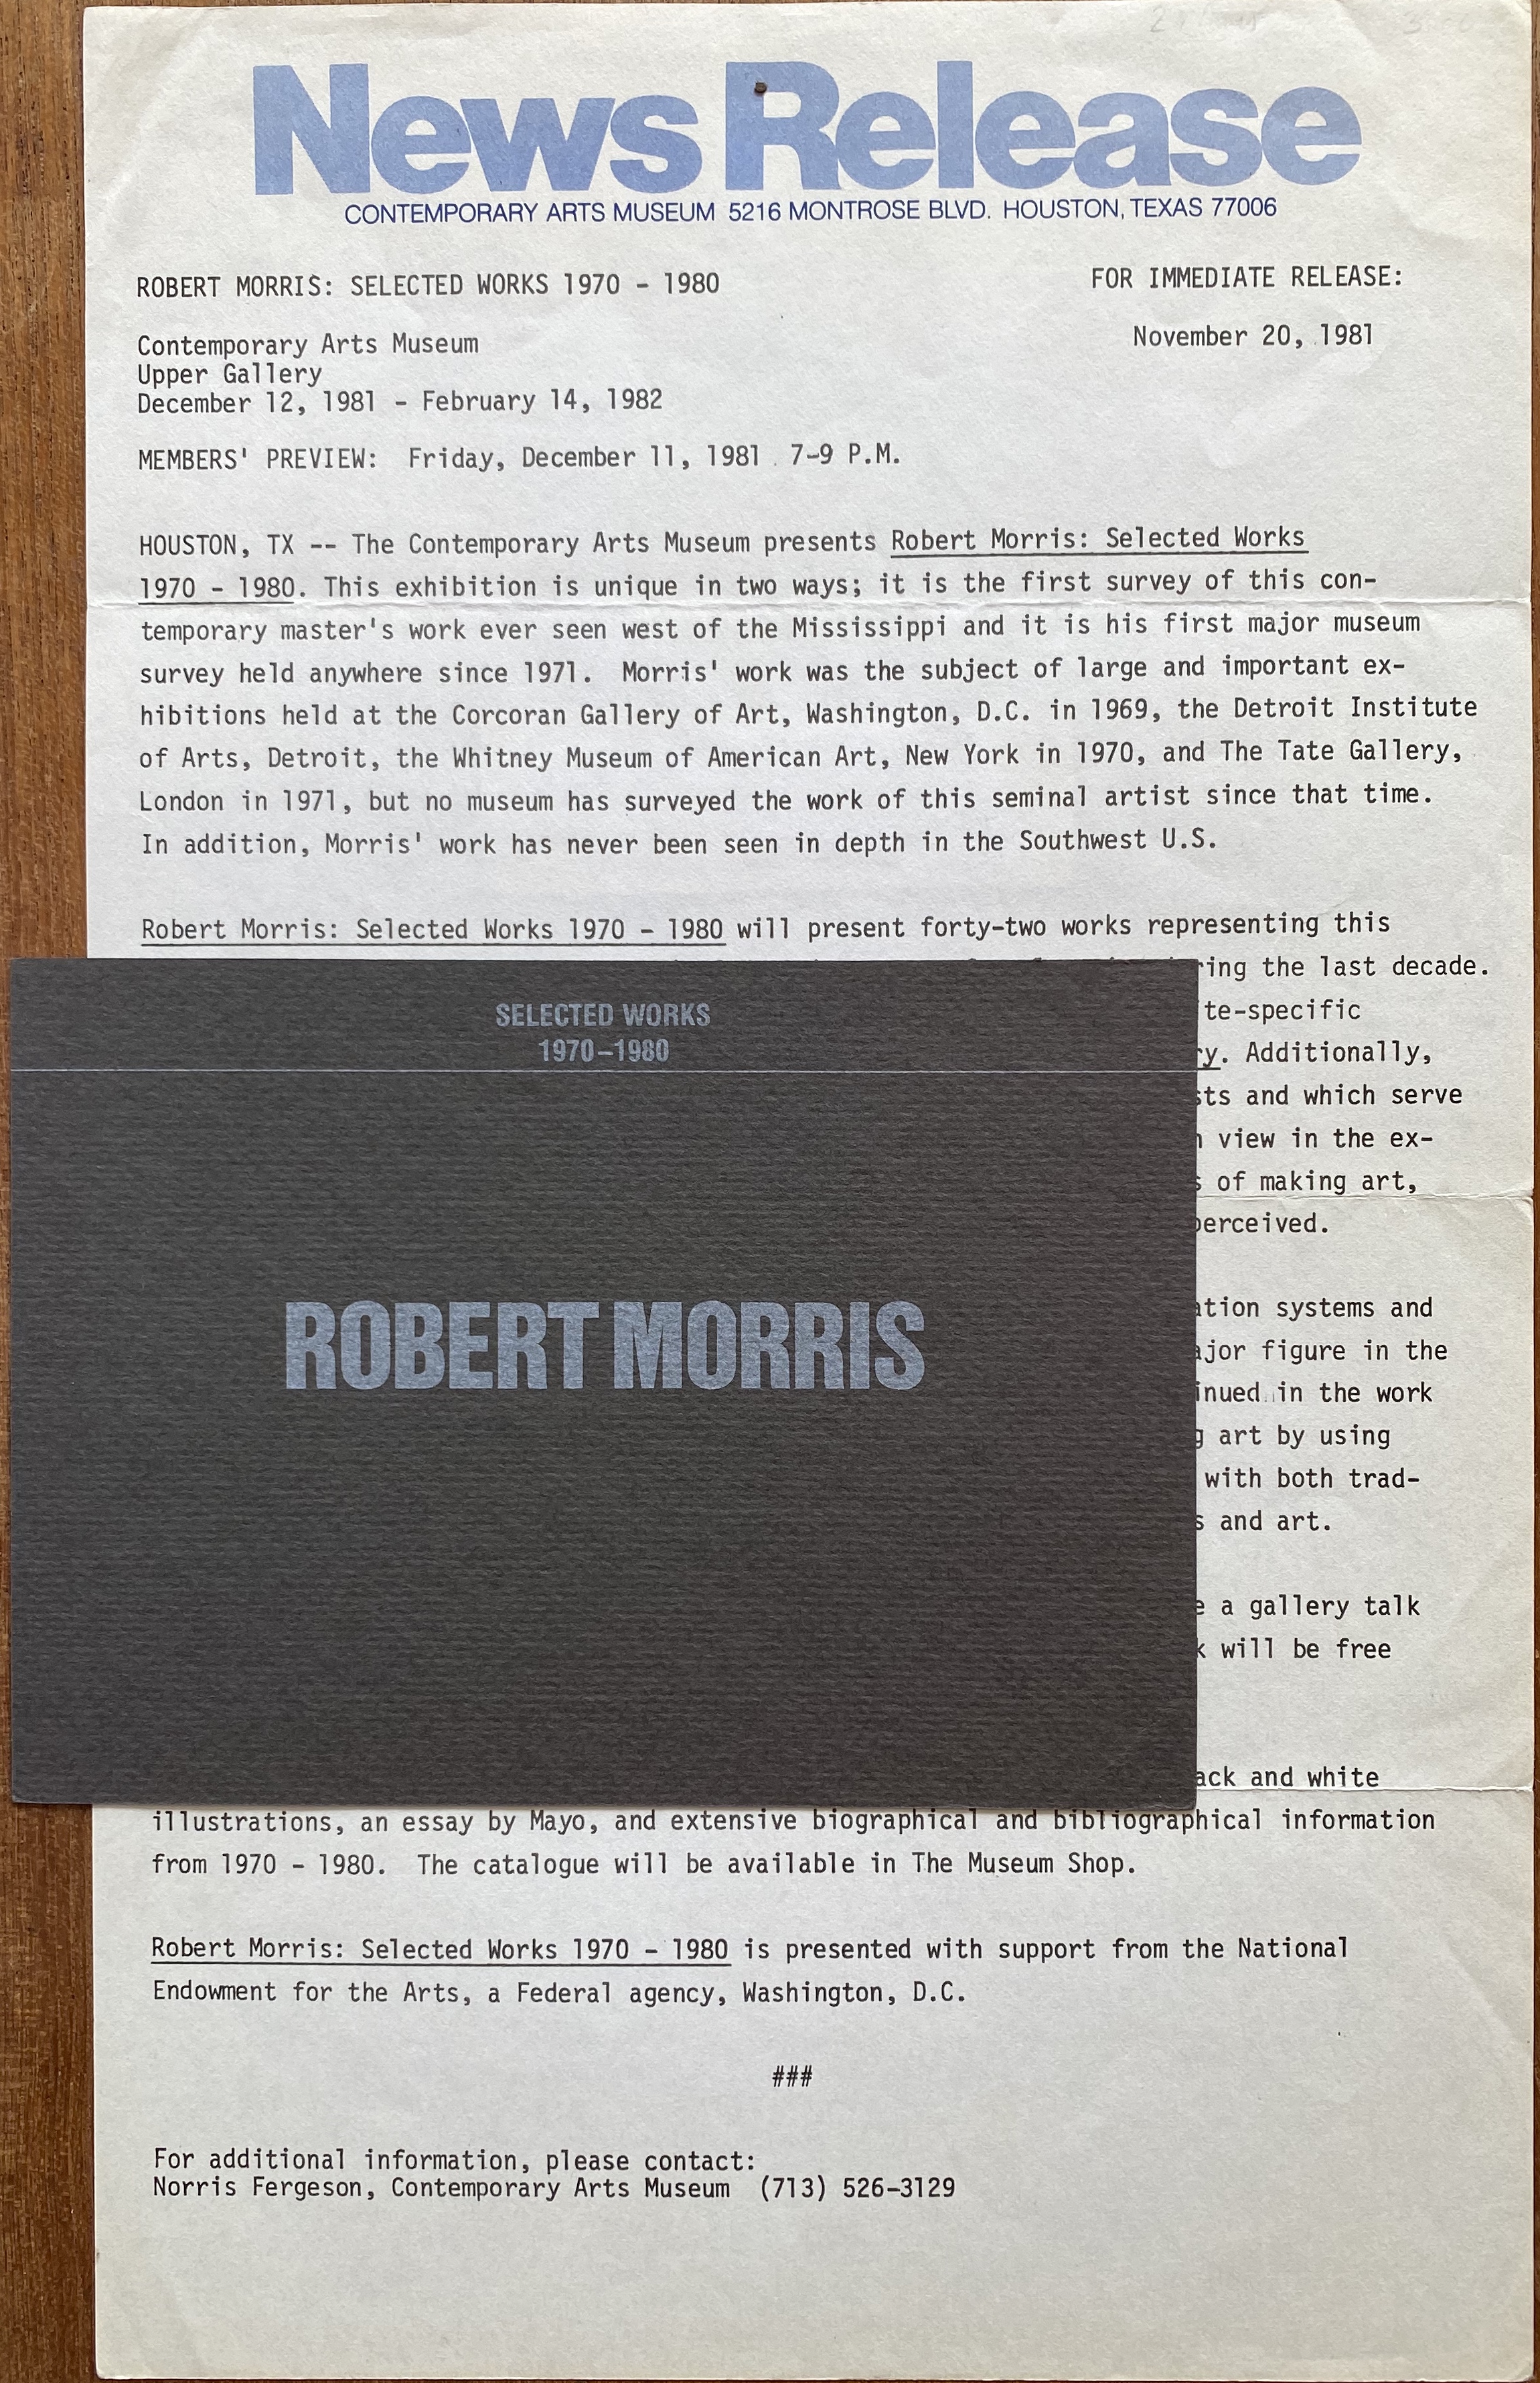 News Release
CONTEMPORARY ARTS MUSEUM 5216 MONTROSE BLVD. HOUSTON, TEXAS 77006
ROBERT MORRIS: SELECTED WORKS 1970 - 1980
FOR IMMEDIATE RELEASE:
November 20, 1981
Contemporary Arts Museum
Upper Gallery
December 12, 1981 - February 14, 1982
MEMBERS' PREVIEW: Friday, December 11, 1981 7-9 P.M.
HOUSTON, TX -- The Contemporary Arts Museum presents Robert Morris: Selected Works
1970 - 1980. This exhibition is unique in two ways; it is the first survey of this con-
temporary master's work ever seen west of the Mississippi and it is his first major museum
survey held anywhere since 1971. Morris' work was the subject of large and important ex-
hibitions held at the Corcoran Gallery of Art, Washington, D.C. in 1969, the Detroit Institute
of Arts, Detroit, the Whitney Museum of American Art, New York in 1970, and The Tate Gallery,
London in 1971, but no museum has surveyed the work of this seminal artist since that time.
In addition, Morris' work has never been seen in depth in the Southwest U.S.
Robert Morris: Selected Works 1970 - 1980 will present forty-two works representing this
the last decade.
te-specific
Additionally,
and which serve
view in the ex-
of making art,
systems and
figure in the
in the work
art by using
with both trad-
and art.
a gallery talk
will be free
and white
SELECTED WORKS
1970-1980
ROBERT MORRIS
illustrations, an essay by Mayo, and extensive biographical and bibliographical information
from 1970 - 1980. The catalogue will be available in The Museum Shop.
Robert Morris: Selected Works 1970 - 1980 is presented with support from the National
Endowment for the Arts, a Federal agency, Washington, D.C.
###
For additional information, please contact:
Norris Fergeson, Contemporary Arts Museum (713) 526-3129